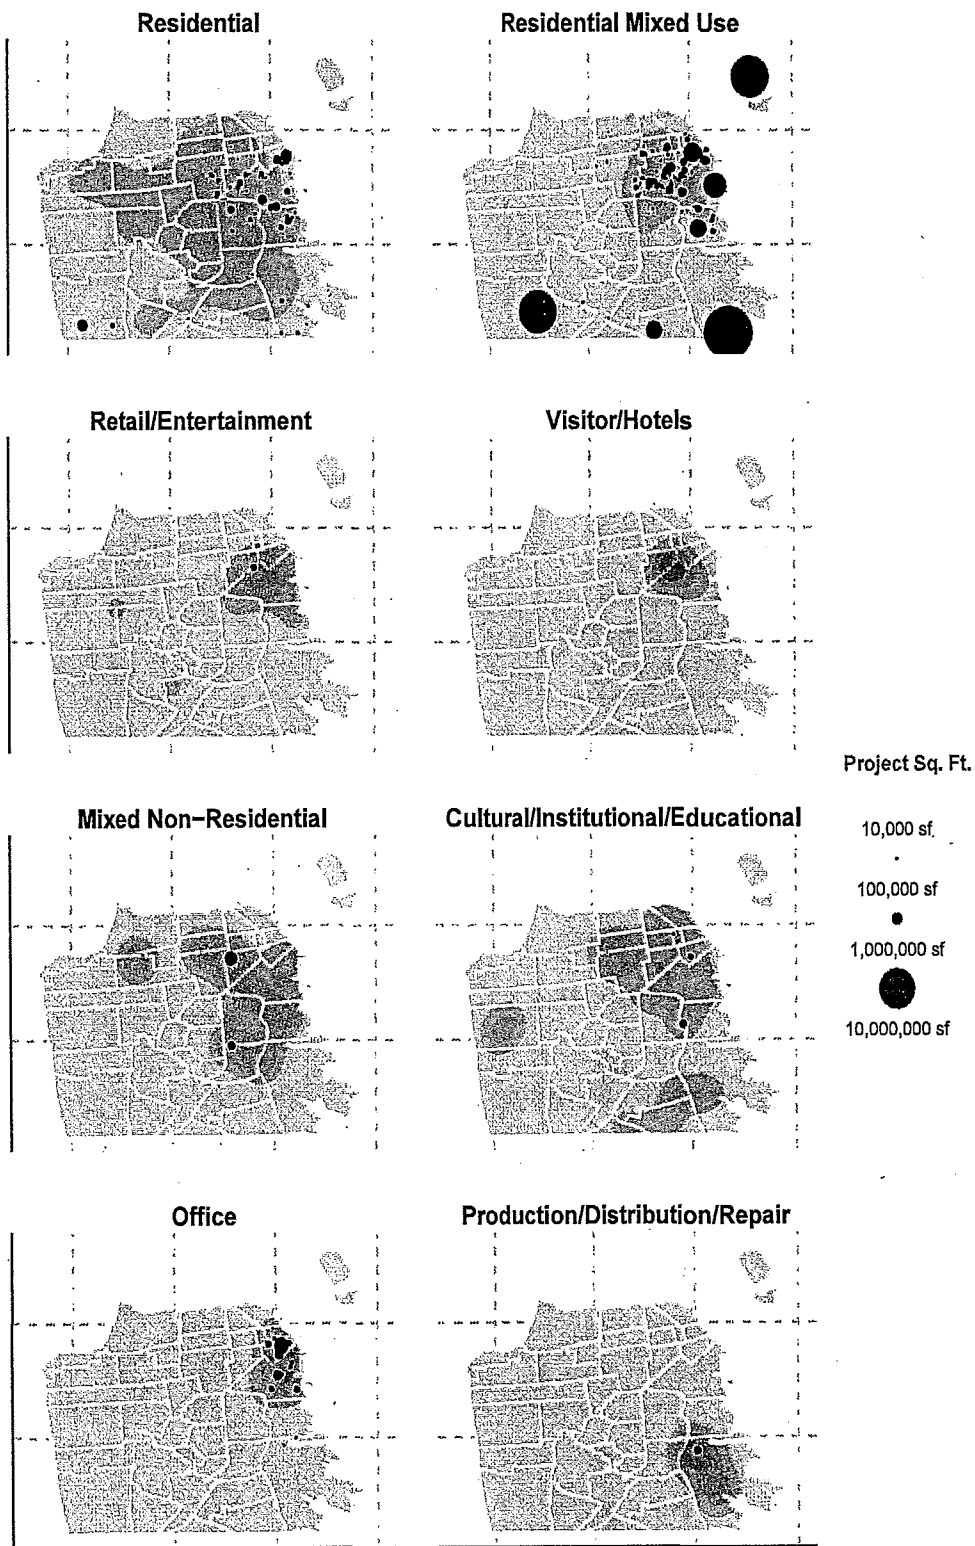 Residential
Residential Mixed Use
Retail/Entertainment
Visitor/Hotels
Project Sq. Ft.
Mixed Non-Residential
Cultural/Institutional/Educational
10,000 sf
100,000 sf
1,000,000 sf
10,000,000 sf
Office
Production/Distribution/Repair